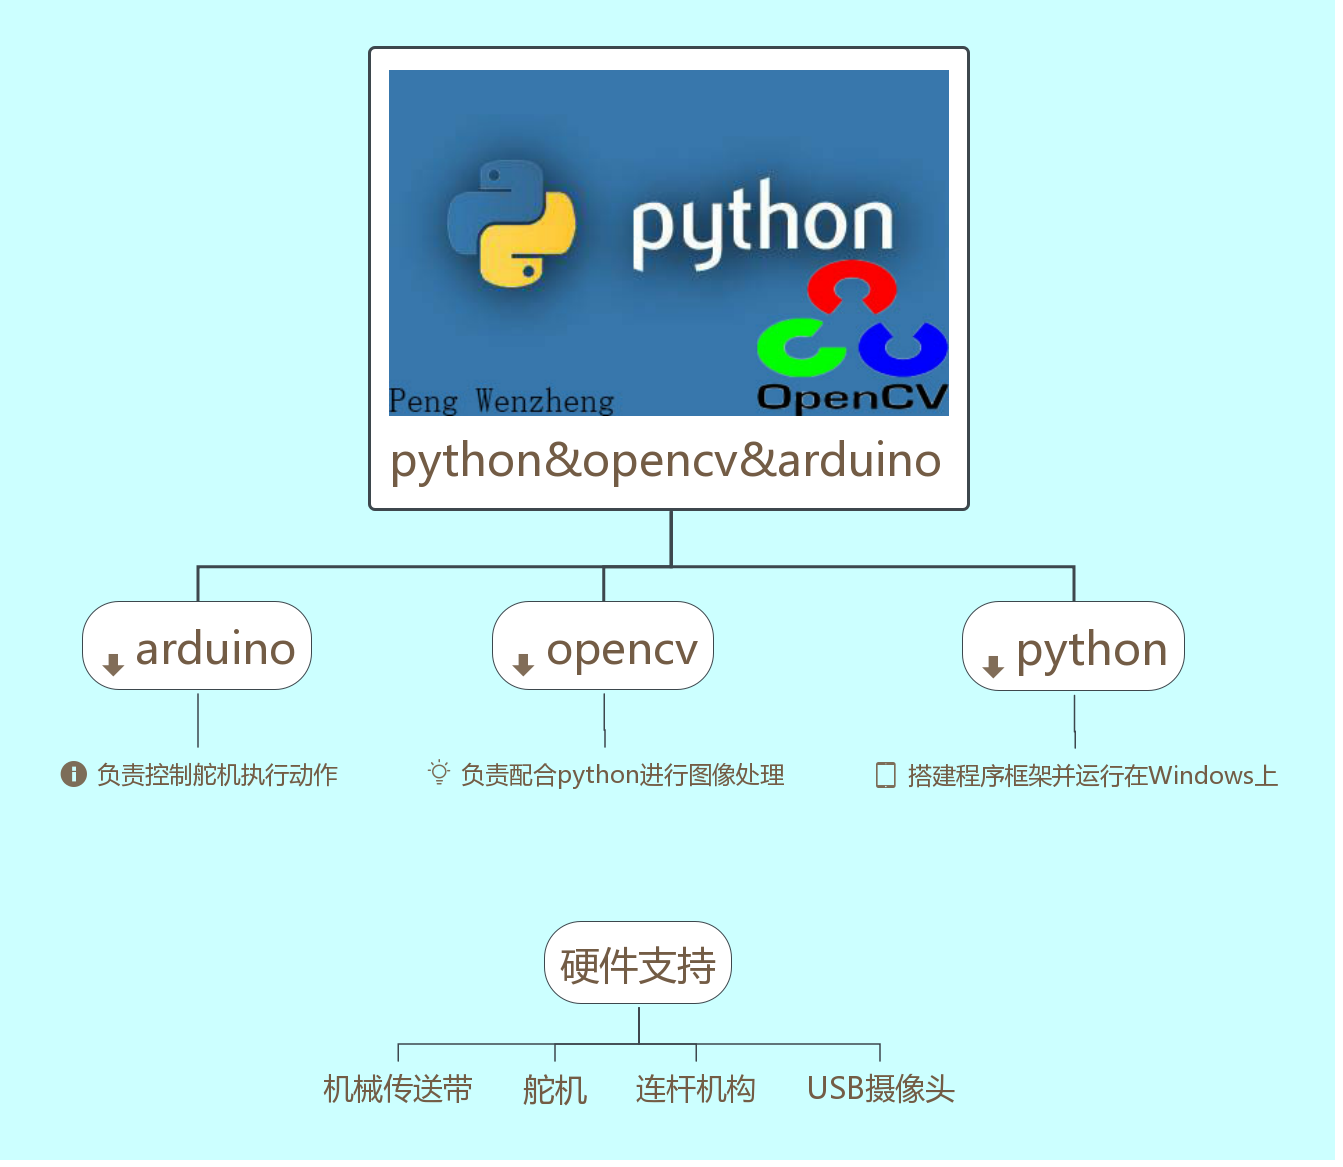 python
OpenCV
Peng Wenzheng
python&opencv&arduino
arduino
opencv
python
负责控制舵机执行动作
负责配合python进行图像处理
搭建程序框架并运行在Windows上
硬件支持
机械传送带
舵机
连杆机构
USB摄像头